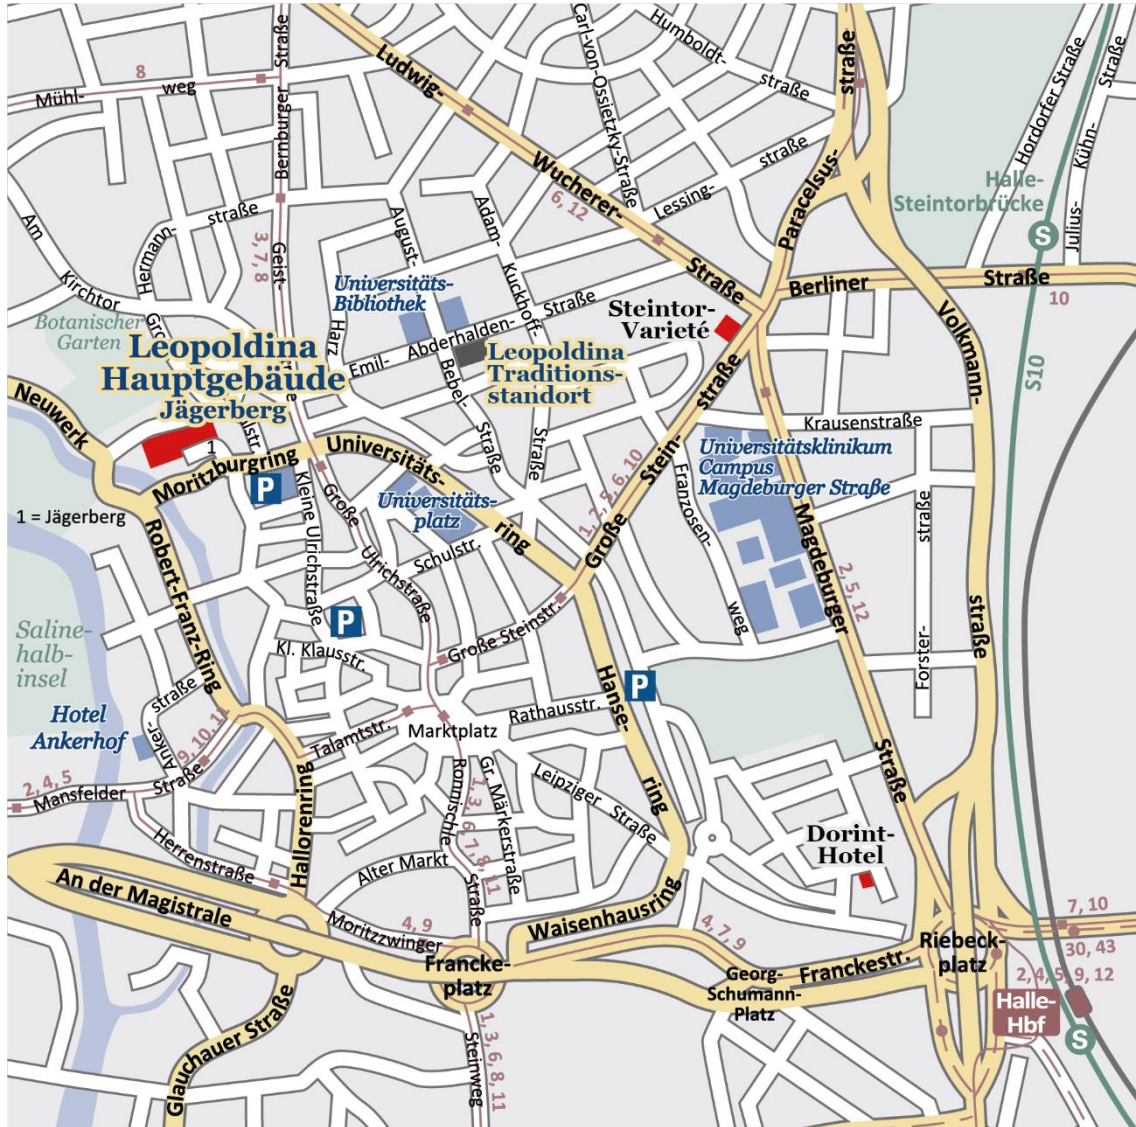 Ludwig-
Wucherer-
Straße
6, 12
Carl-von-Ossietzky-Straße
Humboldt-
straße
Lessing-
straße
Paracelsus-
straße
Hordorfer Straße
Julius-
Kühn-
Straße
Halle-
Steintorbrücke
S
S10
8
Mühl-
weg
Bernburger
Straße
Am
Kirchtor
Hermann-
straße
3, 7, 8
Geist-
August-
Bebel-
Straße
Adam-
Kuckhoff-
Straße
Universitäts-
Bibliothek
Harz
Emil-
Abderhalden-
Straße
Steintor-
Varieté
Berliner
Straße
10
Volkmann-
straße
Botanischer
Garten
Leopoldina
Hauptgebäude
Jägerberg
Leopoldina
Traditions-
standort
Neuwerk
1
Moritzburgring
Universitäts-
ring
P
1 = Jägerberg
Universitäts-
platz
Schulstr.
Kleine Ulrichstraße
Große
Ulrichstraße
Große
Stein-
straße
1, 2, 5, 6, 10
Krausenstraße
Universitätsklinikum
Campus
Magdeburger Straße
Franzosen-
weg
Magdeburger
Straße
2, 5, 12
Forster-
straße
Robert-Franz-Ring
Saline-
halb-
insel
P
Kl. Klausstr.
Große Steinstr.
P
Hanse-
ring
Rathausstr.
Marktplatz
Talamtstr.
Hotel
Ankerhof
Anker-
straße
9, 10, 11
2, 4, 5
Mansfelder
Straße
Hallorenring
Herrenstraße
Rannische
Straße
1, 3, 6, 7, 8, 11
Gr. Märkerstraße
Leipziger
Straße
Dorint-
Hotel
Alter Markt
An der Magistrale
Moritzzwinger
4, 9
Waisenhausring
Francke-
platz
4, 7, 9
Georg-
Schumann-
Platz
Franckestr.
Riebeck-
platz
7, 10
30, 43
2, 4, 5, 9, 12
Halle-
Hbf
S
Glauchauer Straße
1, 3, 6, 8, 11
Steinweg